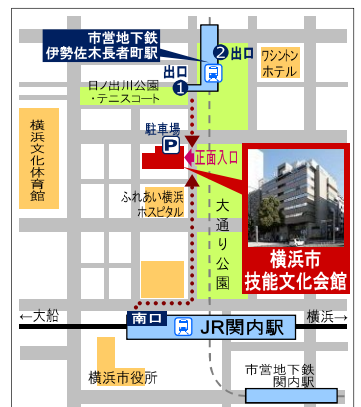 市営地下鉄
伊勢佐木長者町駅
❷出口
ワシントン
ホテル
出口
❶
日ノ出川公園
・テニスコート
横浜文化体育館
駐車場
P
正面入口
ふれあい横浜
ホスピタル
大通り公園
横浜市
技能文化会館
←大船
南口
JR関内駅
横浜→
横浜市役所
市営地下鉄
関内駅